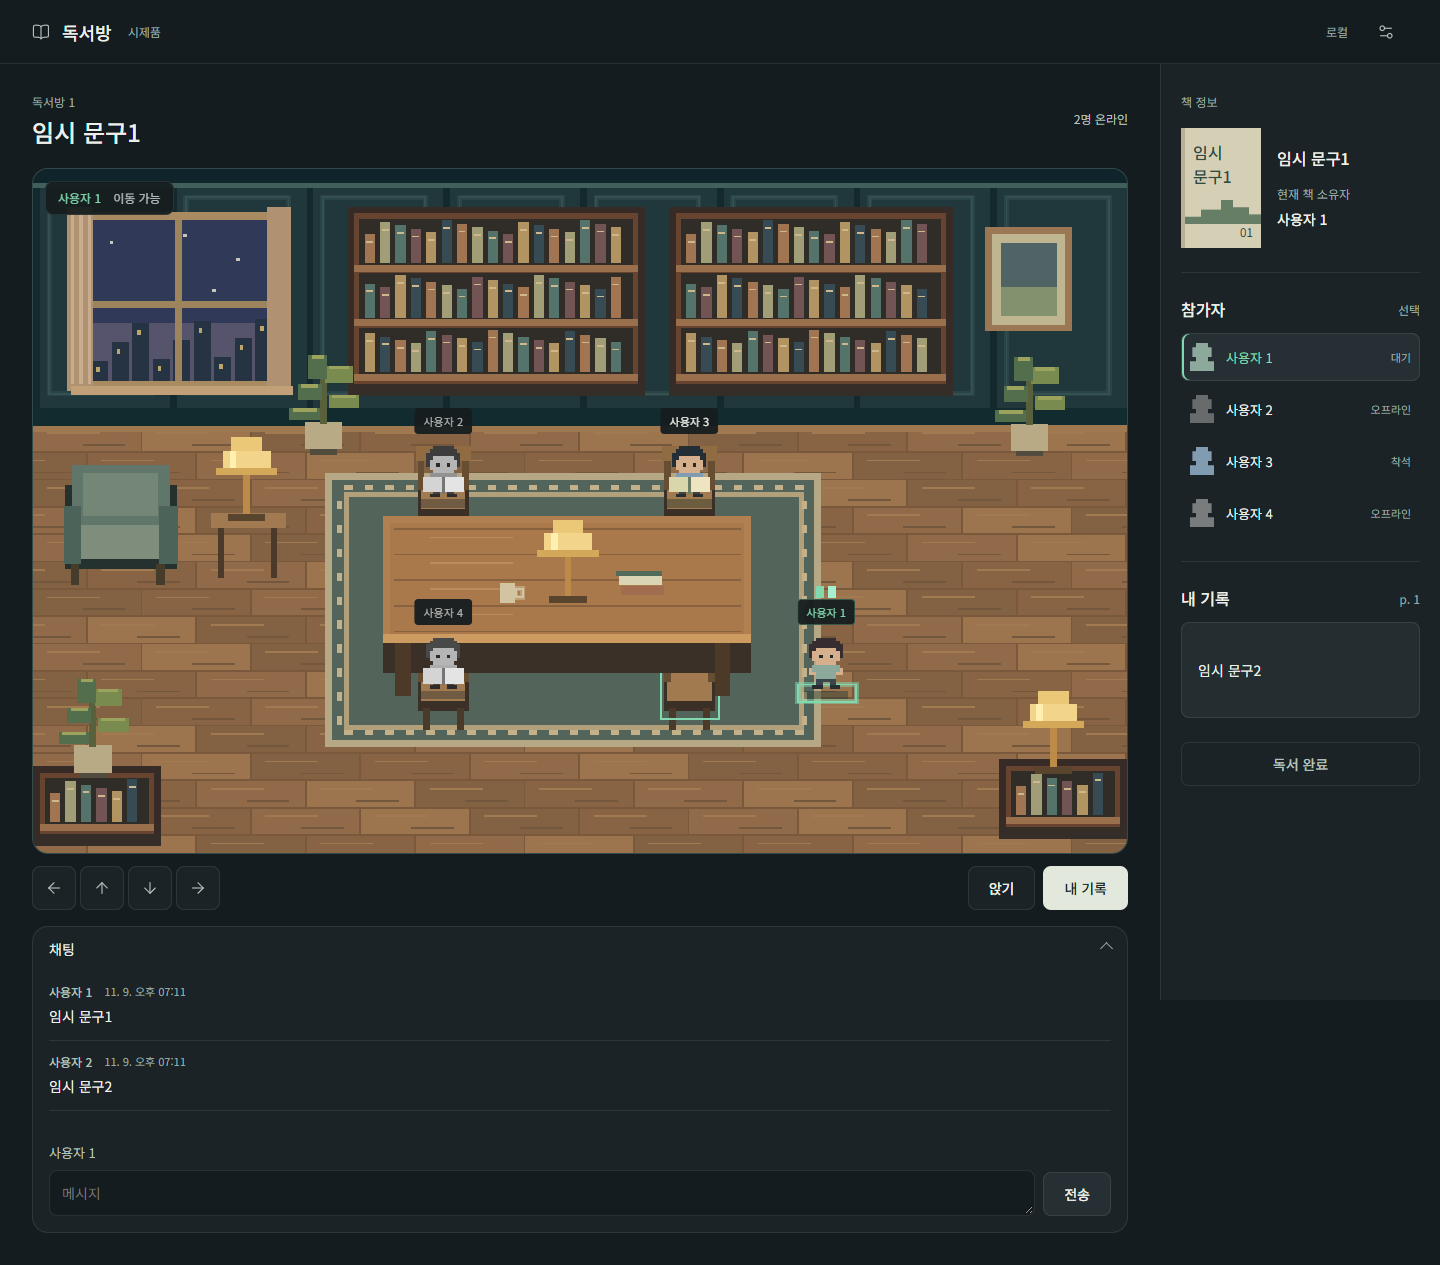 독서방 시제품
로컬
독서방 1
임시 문구1
2명 온라인
사용자 1 이동 가능
사용자 2
사용자 3
사용자 4
사용자 1
앉기
내 기록
채팅
사용자 1 11. 9. 오후 07:11
임시 문구1
사용자 2 11. 9. 오후 07:11
임시 문구2
사용자 1
메시지
전송
책 정보
임시
문구1
01
임시 문구1
현재 책 소유자
사용자 1
참가자 선택
사용자 1 대기
사용자 2 오프라인
사용자 3 착석
사용자 4 오프라인
내 기록 p. 1
임시 문구2
독서 완료